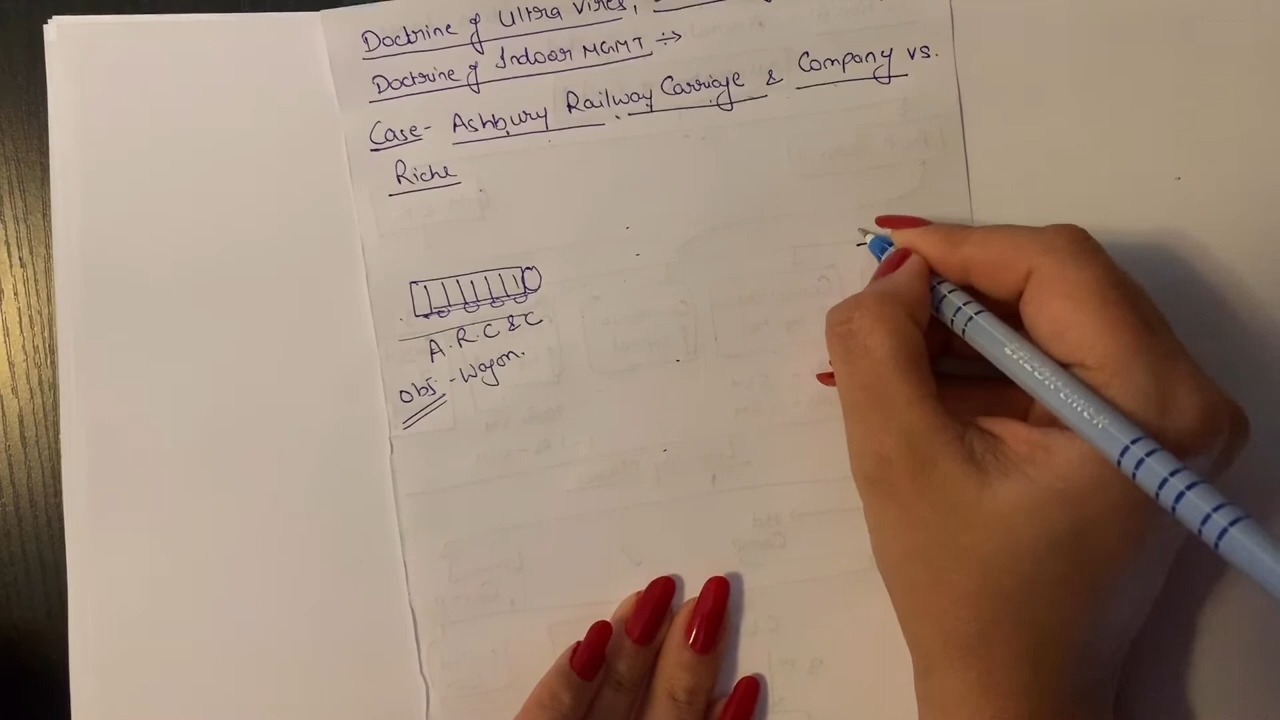 Doctrine of Ultra Vires,
Doctrine of Indoor MGMT ÷>
Case- Ashbury Railway Carriage & Company vs.
Riche
A.R.C & C
Obj - Wagon.